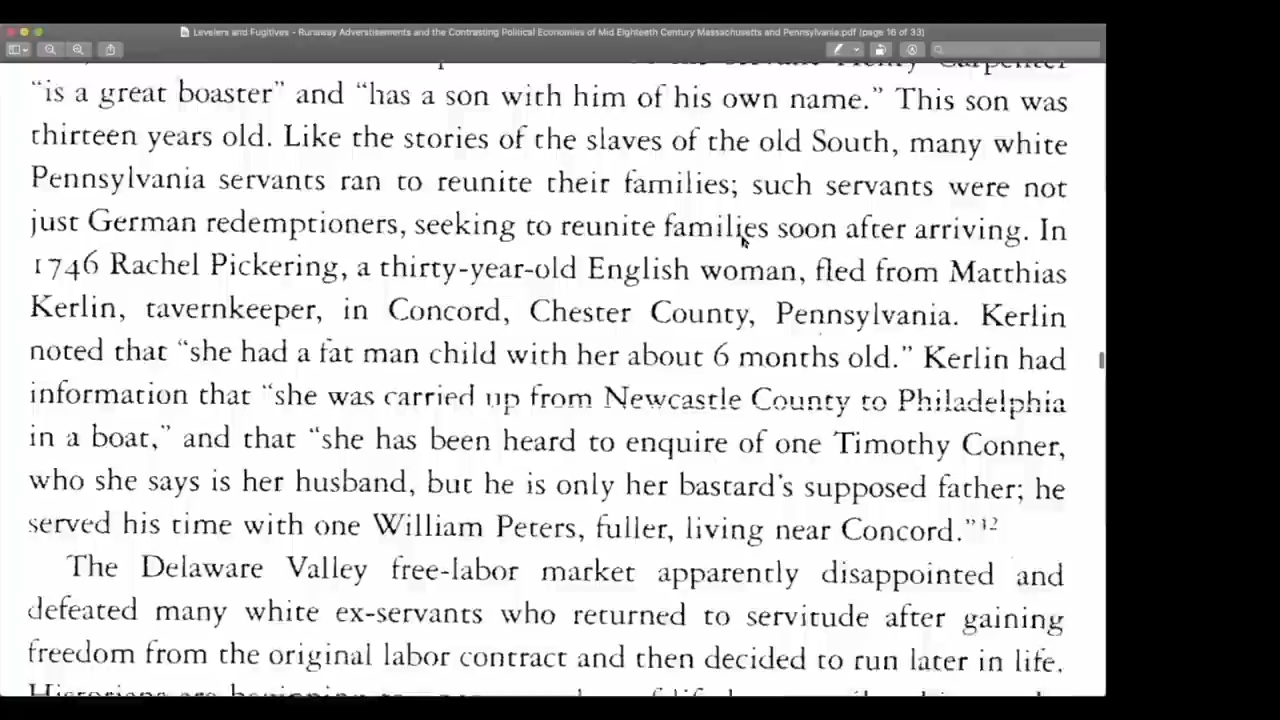 Levelers and Fugitives - Runaway Adverstisements and the Contrasting Political Economies of Mid Eighteeth Century Massachusetts and Pennsylvania.pdf (page 16 of 33)
servant Henry Carpenter
“is a great boaster” and “has a son with him of his own name.” This son was
thirteen years old. Like the stories of the slaves of the old South, many white
Pennsylvania servants ran to reunite their families; such servants were not
just German redemptioners, seeking to reunite families soon after arriving. In
1746 Rachel Pickering, a thirty-year-old English woman, fled from Matthias
Kerlin, tavernkeeper, in Concord, Chester County, Pennsylvania. Kerlin
noted that “she had a fat man child with her about 6 months old.” Kerlin had
information that “she was carried up from Newcastle County to Philadelphia
in a boat,” and that “she has been heard to enquire of one Timothy Conner,
who she says is her husband, but he is only her bastard’s supposed father; he
served his time with one William Peters, fuller, living near Concord.”12
The Delaware Valley free-labor market apparently disappointed and
defeated many white ex-servants who returned to servitude after gaining
freedom from the original labor contract and then decided to run later in life.
Historians are beginning